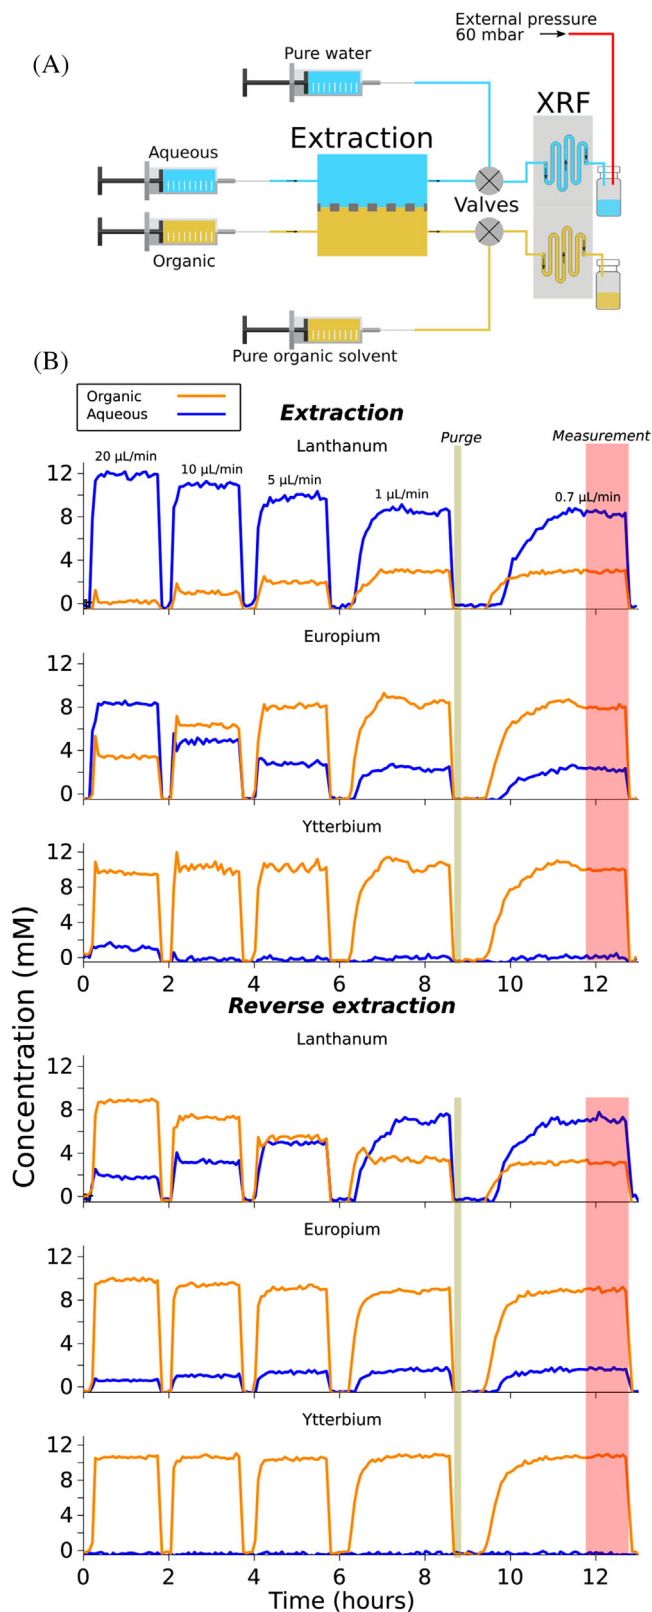 External pressure
60 mbar
(A)
Pure water
XRF
Extraction
Aqueous
Valves
Organic
Pure organic solvent
(B)
Organic
Aqueous
Extraction
Purge
Measurement
Lanthanum
20 μL/min
10 μL/min
5 μL/min
1 μL/min
0.7 μL/min
12
8
4
0
Europium
12
8
4
0
Ytterbium
12
8
4
0
0 2 4 6 8 10 12
Reverse extraction
Lanthanum
12
8
4
0
Europium
12
8
4
0
Ytterbium
12
8
4
0
0 2 4 6 8 10 12
Time (hours)
Concentration (mM)